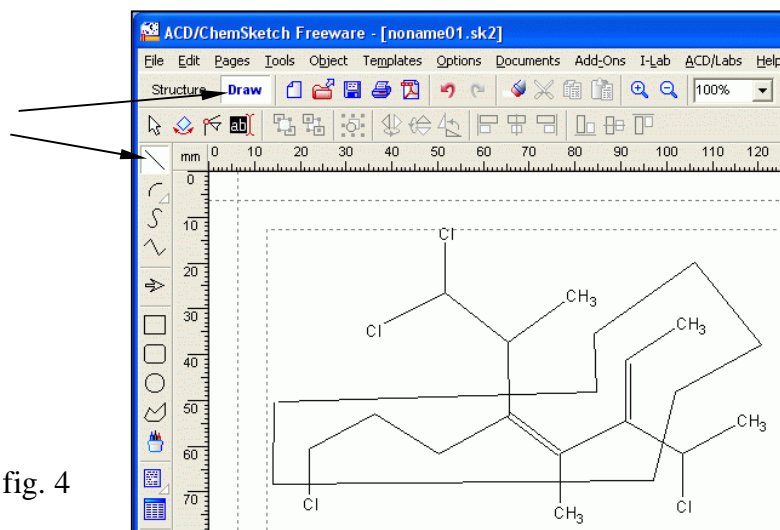 ACD/ChemSketch Freeware - [noname01.sk2]
File Edit Pages Tools Object Templates Options Documents Add-Ons I-Lab ACD/Labs Help
Structure Draw 100%
ab
mm 0 10 20 30 40 50 60 70 80 90 100 110 120
0
10
Cl
20
CH3
30
Cl
CH3
40
50
CH3
60
fig. 4
70
Cl
CH3
Cl